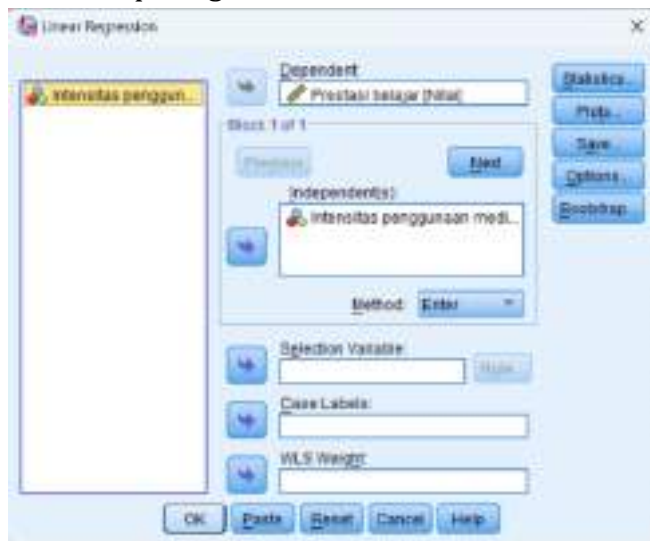 Linear Regression
Intensitas penggun...
Dependent:
Prestasi belajar [Nilai]
Block 1 of 1
Previous
Next
Independent(s):
Intensitas penggunaan medi...
Method: Enter
Selection Variable:
Rule...
Case Labels:
WLS Weight:
Statistics...
Plots...
Save...
Options...
Bootstrap...
OK
Paste
Reset
Cancel
Help